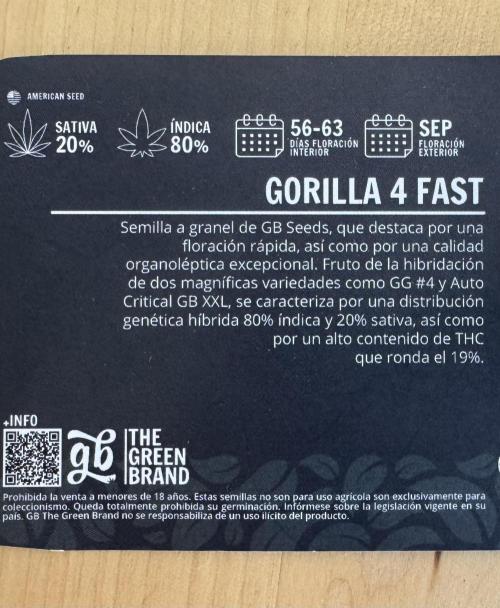 AMERICAN SEED
SATIVA
20%
ÍNDICA
80%
56-63
DÍAS FLORACIÓN
INTERIOR
SEP
FLORACIÓN
EXTERIOR
GORILLA 4 FAST
Semilla a granel de GB Seeds, que destaca por una
floración rápida, así como por una calidad
organoléptica excepcional. Fruto de la hibridación
de dos magníficas variedades como GG #4 y Auto
Critical GB XXL, se caracteriza por una distribución
genética híbrida 80% índica y 20% sativa, así como
por un alto contenido de THC
que ronda el 19%.
+INFO
gb
THE
GREEN
BRAND
Prohibida la venta a menores de 18 años. Estas semillas no son para uso agrícola son exclusivamente para
coleccionismo. Queda totalmente prohibida su germinación. Infórmese sobre la legislación vigente en su
país. GB The Green Brand no se responsabiliza de un uso ilícito del producto.